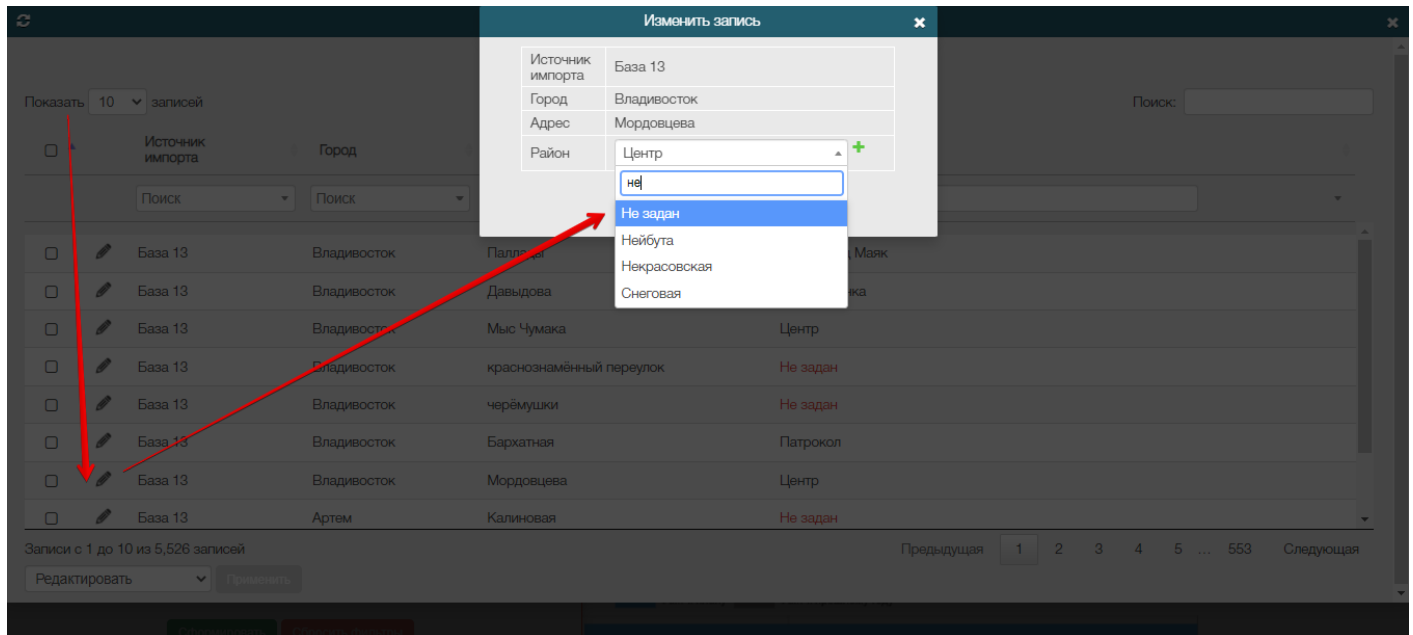 Изменить запись
Источник импорта База 13
Город Владивосток
Адрес Мордовцева
Район Центр
не
Не задан
Нейбута
Некрасовская
Снеговая
Показать 10 записей
Поиск:
Источник импорта Город
Поиск Поиск
База 13 Владивосток Маяк
База 13 Владивосток Давыдова
База 13 Владивосток Мыс Чумака Центр
База 13 Владивосток краснознамённый переулок Не задан
База 13 Владивосток черёмушки Не задан
База 13 Владивосток Бархатная Патрокол
База 13 Владивосток Мордовцева Центр
База 13 Артем Калиновая Не задан
Записи с 1 до 10 из 5,526 записей
Предыдущая 1 2 3 4 5 ... 553 Следующая
Редактировать Применить